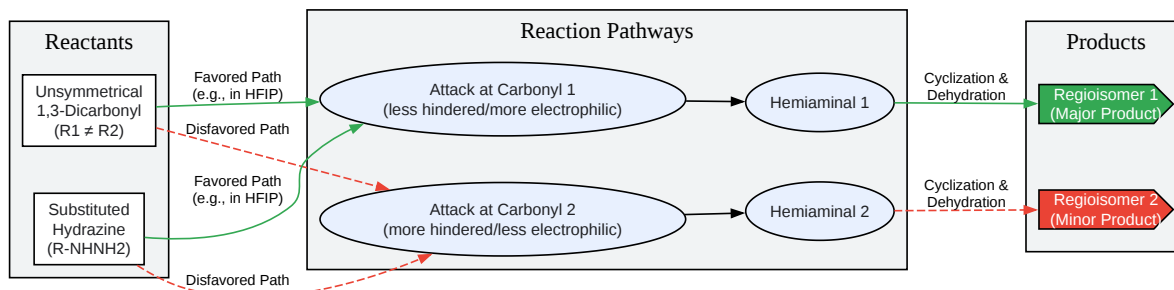 Reactants
Unsymmetrical
1,3-Dicarbonyl
(R1 ≠ R2)
Substituted
Hydrazine
(R-NHNH2)
Favored Path
(e.g., in HFIP)
Disfavored Path
Favored Path
(e.g., in HFIP)
Disfavored Path
Reaction Pathways
Attack at Carbonyl 1
(less hindered/more electrophilic)
Hemiaminal 1
Attack at Carbonyl 2
(more hindered/less electrophilic)
Hemiaminal 2
Cyclization &
Dehydration
Cyclization &
Dehydration
Products
Regioisomer 1
(Major Product)
Regioisomer 2
(Minor Product)